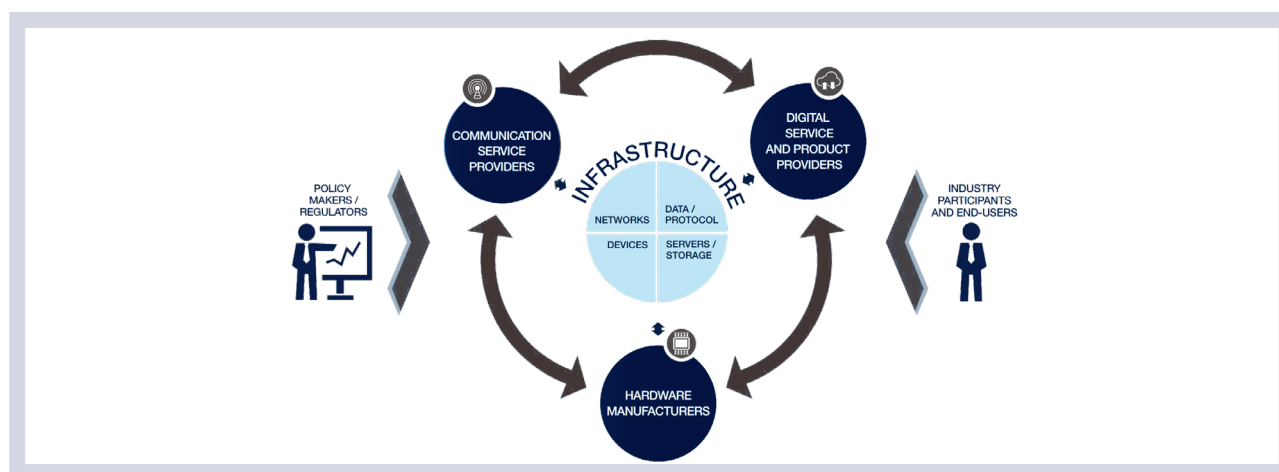 COMMUNICATION
SERVICE
PROVIDERS
DIGITAL
SERVICE
AND PRODUCT
PROVIDERS
INFRASTRUCTURE
POLICY
MAKERS /
REGULATORS
NETWORKS
DATA /
PROTOCOL
DEVICES
SERVERS /
STORAGE
INDUSTRY
PARTICIPANTS
AND END-USERS
HARDWARE
MANUFACTURERS